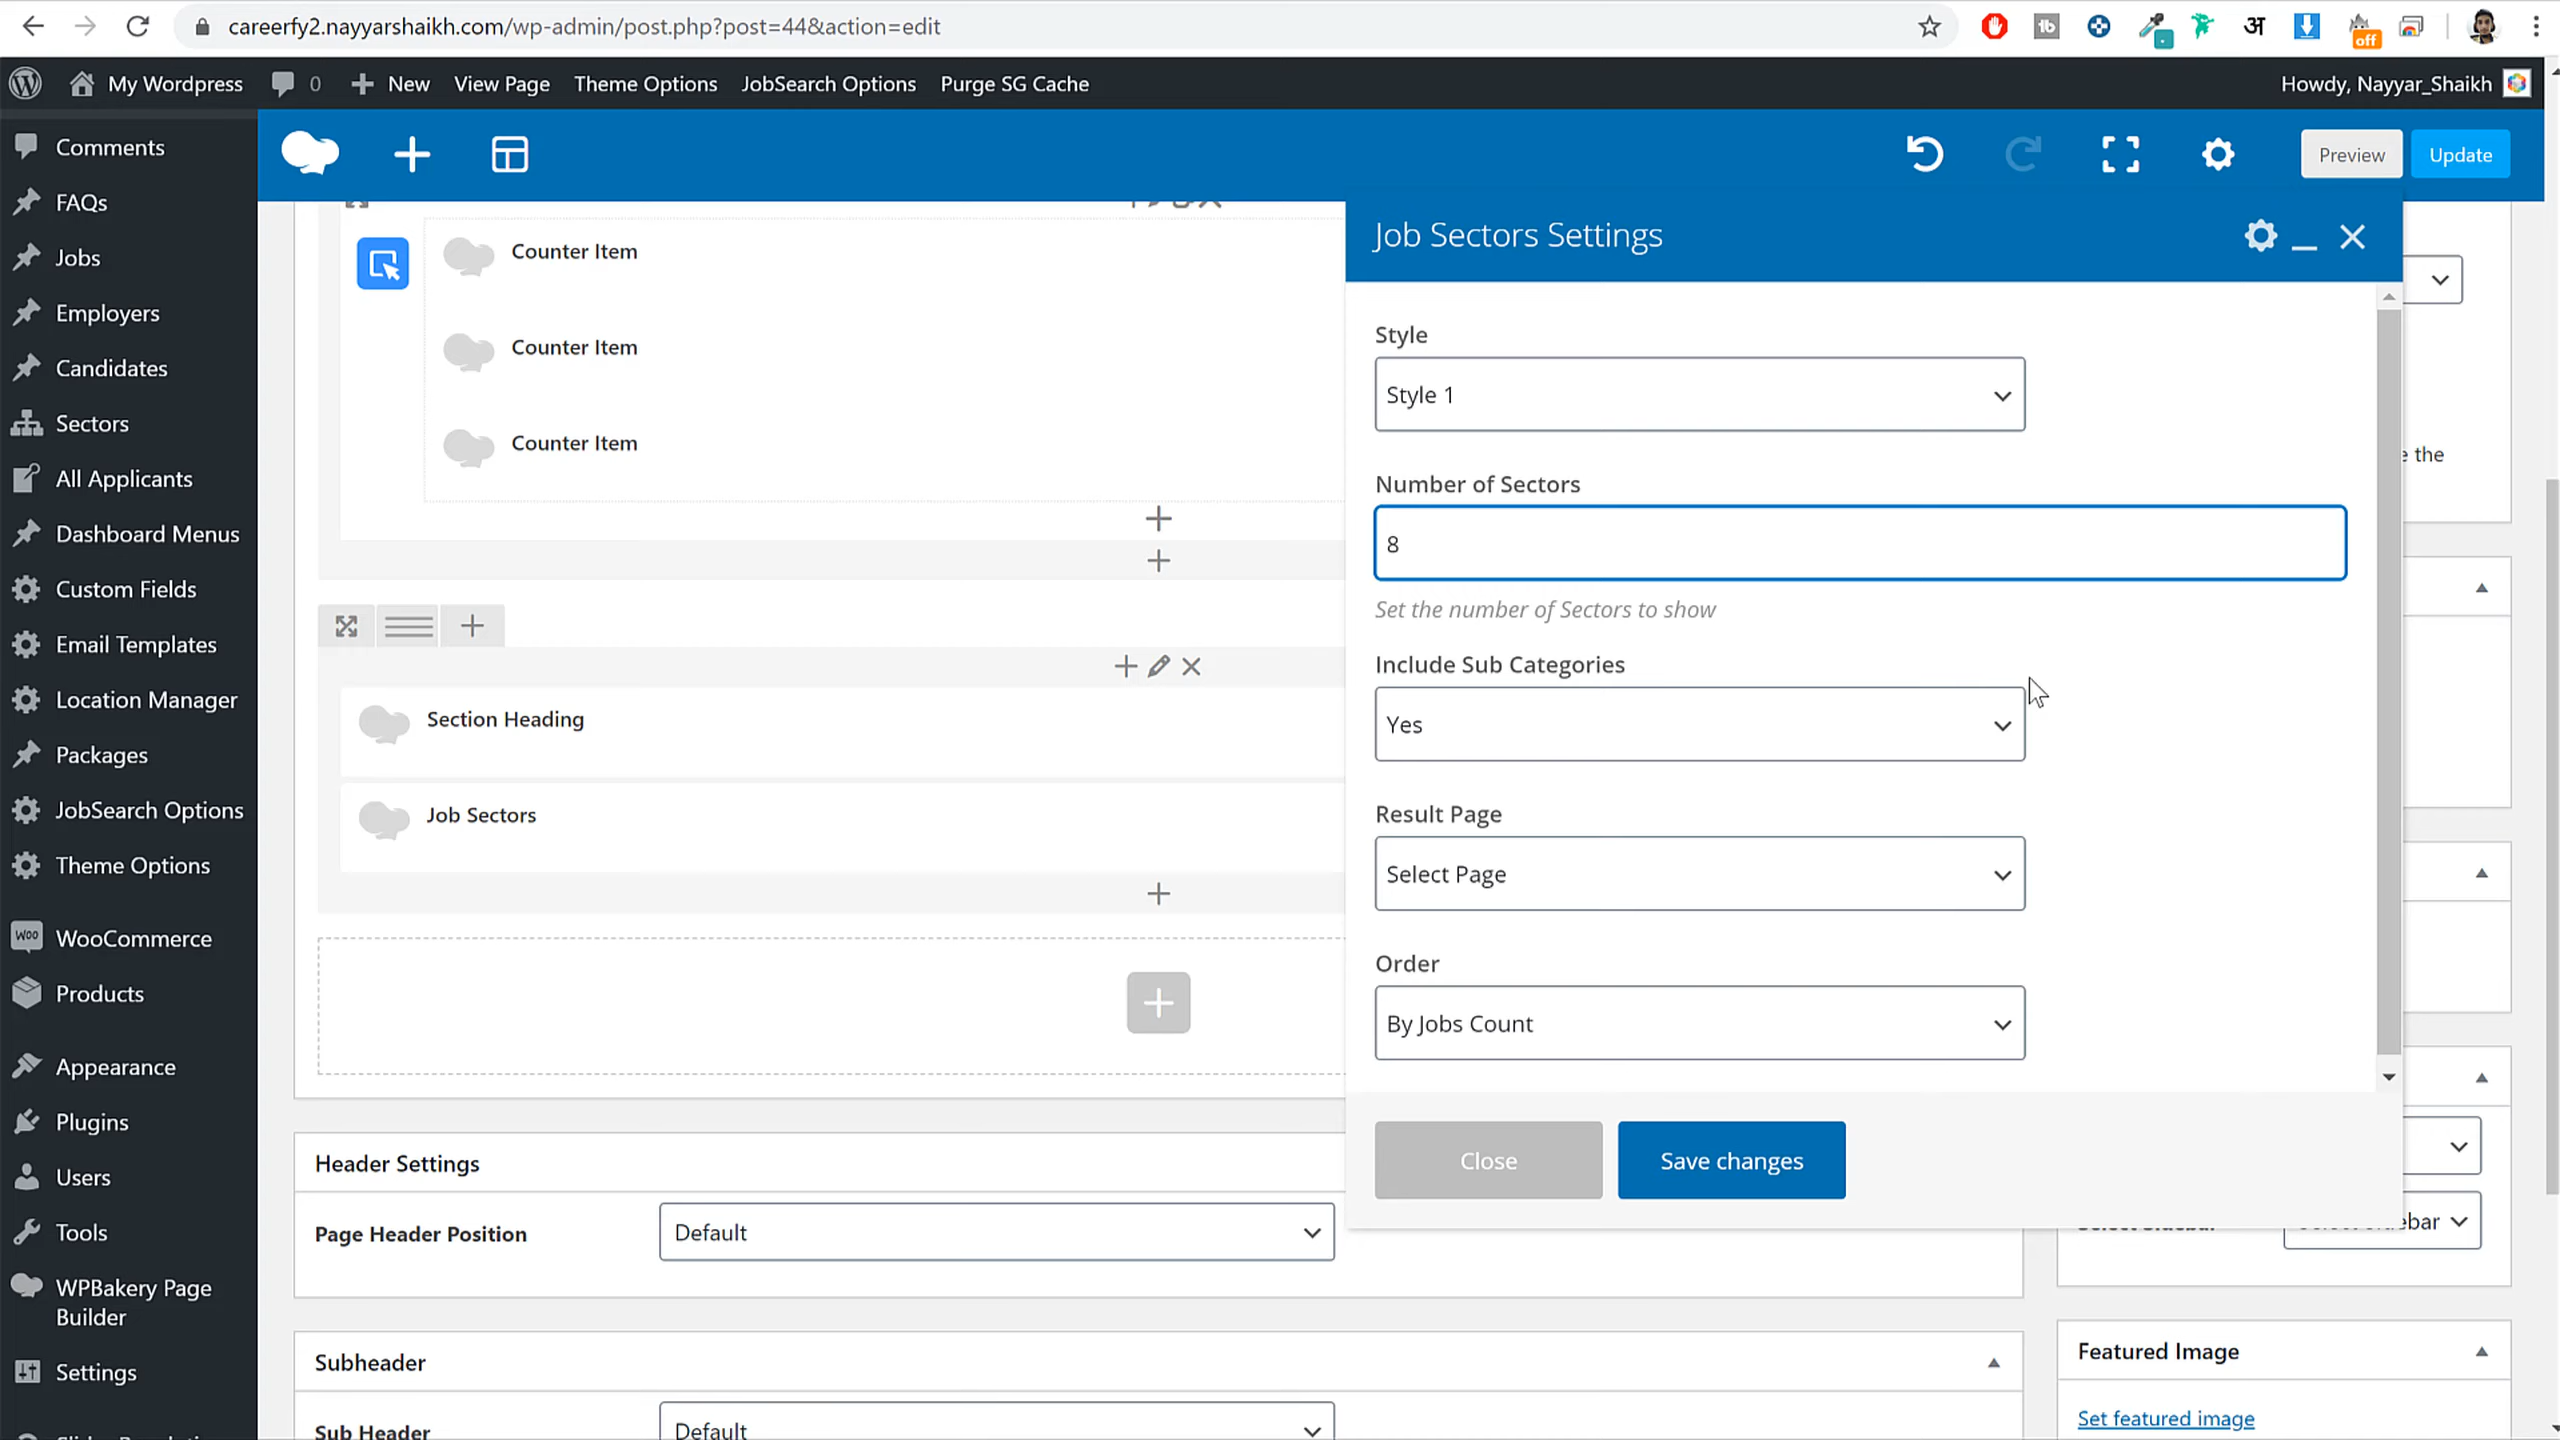 careerfy2.nayyarshaikh.com/wp-admin/post.php?post=44&action=edit
अ
off
My Wordpress
0
New
View Page
Theme Options
JobSearch Options
Purge SG Cache
Howdy, Nayyar_Shaikh
Preview
Update
Comments
FAQs
Jobs
Employers
Candidates
Sectors
All Applicants
Dashboard Menus
Custom Fields
Email Templates
Location Manager
Packages
JobSearch Options
Theme Options
Woo
WooCommerce
Products
Appearance
Plugins
Users
Tools
WPBakery Page
Builder
Settings
Counter Item
Counter Item
Counter Item
Section Heading
Job Sectors
Header Settings
Page Header Position
Default
Subheader
Sub Header
Default
Job Sectors Settings
Style
Style 1
Number of Sectors
8
Set the number of Sectors to show
Include Sub Categories
Yes
Result Page
Select Page
Order
By Jobs Count
Close
Save changes
the
Featured Image
Set featured image